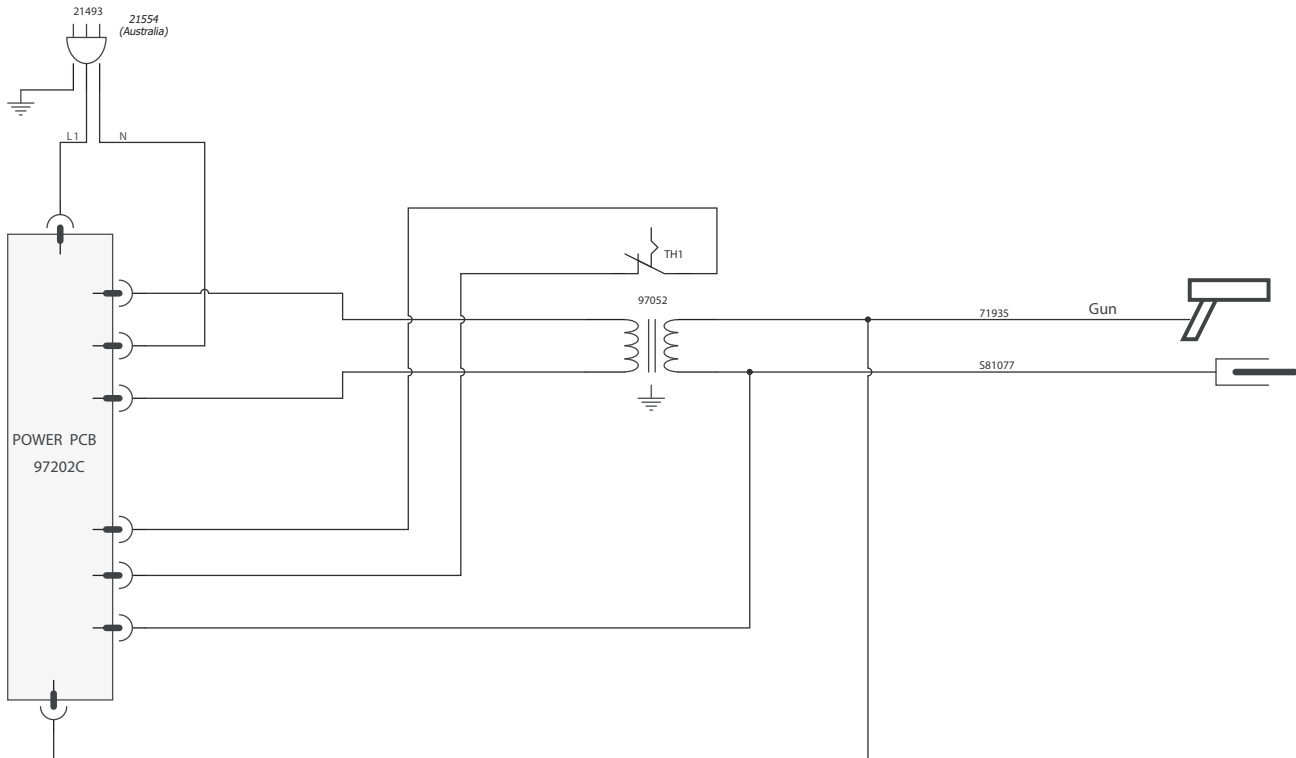 21493
21554
(Australia)
L1
N
TH1
97052
71935
Gun
S81077
POWER PCB
97202C